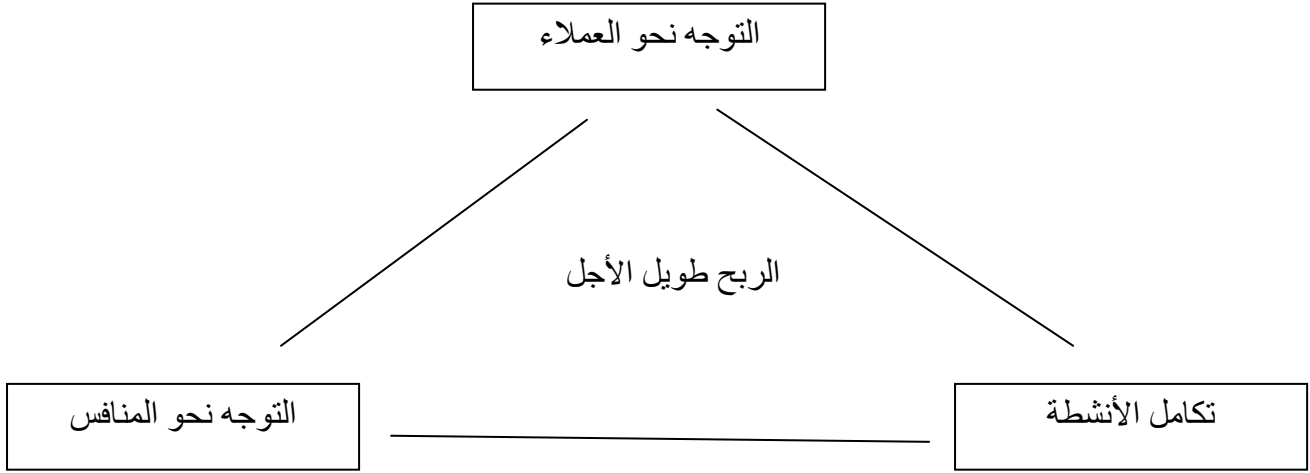 التوجه نحو العملاء
الربح طويل الأجل
تكامل الأنشطة
التوجه نحو المنافس